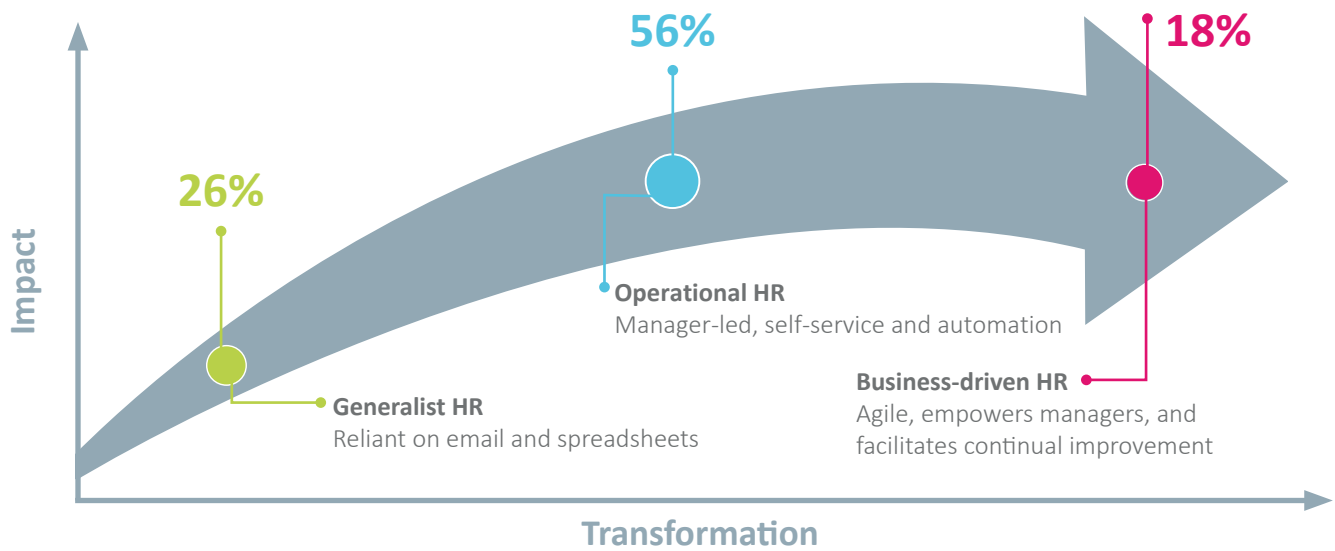 56%
18%
26%
Impact
Operational HR
Manager-led, self-service and automation
Business-driven HR
Agile, empowers managers, and
facilitates continual improvement
Generalist HR
Reliant on email and spreadsheets
Transformation